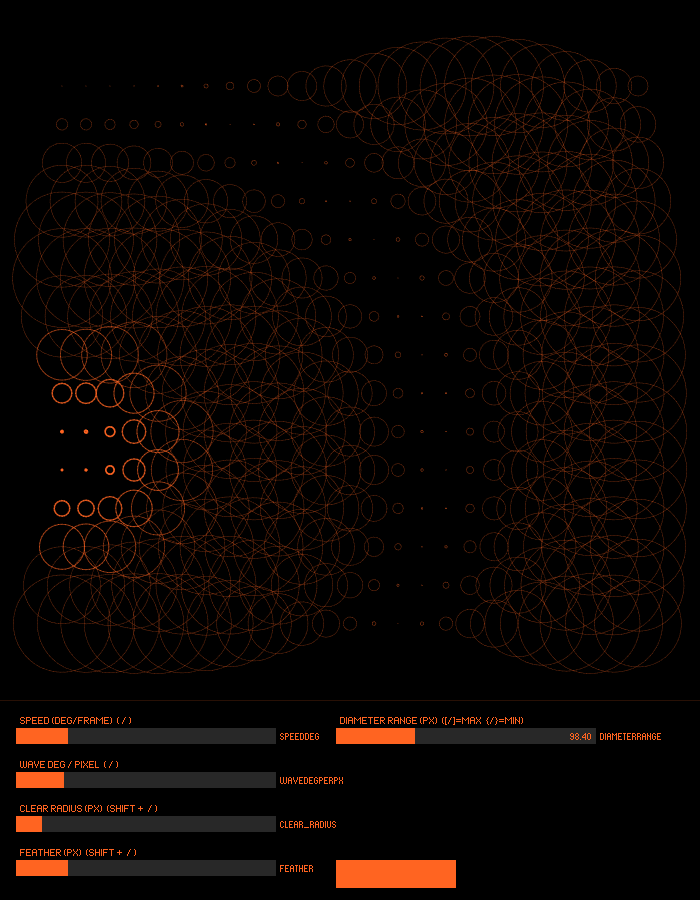 SPEED (DEG/FRAME) ( / )
SPEEDDEG
DIAMETER RANGE (PX) ([/]=MAX {/}=MIN)
98.40
DIAMETERRANGE
WAVE DEG / PIXEL ( / )
WAVEDEGPERPX
CLEAR RADIUS (PX) (SHIFT + / )
CLEAR_RADIUS
FEATHER (PX) (SHIFT + / )
FEATHER